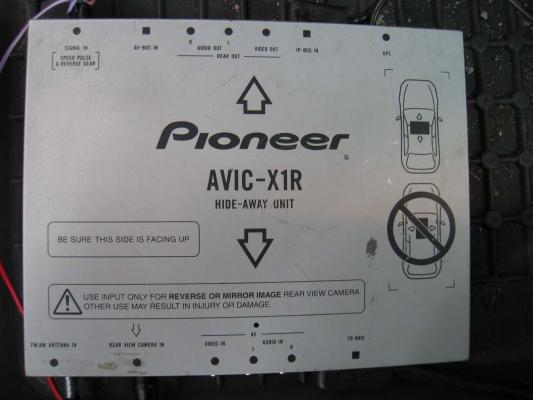 SIGNAL IN
AV-BUS IN
R
L
AUDIO OUT
VIDEO OUT
IP-BUS IN
GPS
SPEED PULSE
& REVERSE GEAR
REAR OUT
Pioneer
AVIC-X1R
HIDE-AWAY UNIT
BE SURE THIS SIDE IS FACING UP
USE INPUT ONLY FOR REVERSE OR MIRROR IMAGE REAR VIEW CAMERA.
OTHER USE MAY RESULT IN INJURY OR DAMAGE.
FM/MW ANTENNA IN
REAR VIEW CAMERA IN
VIDEO IN
AV
L
AUDIO IN
R
TO NAVI